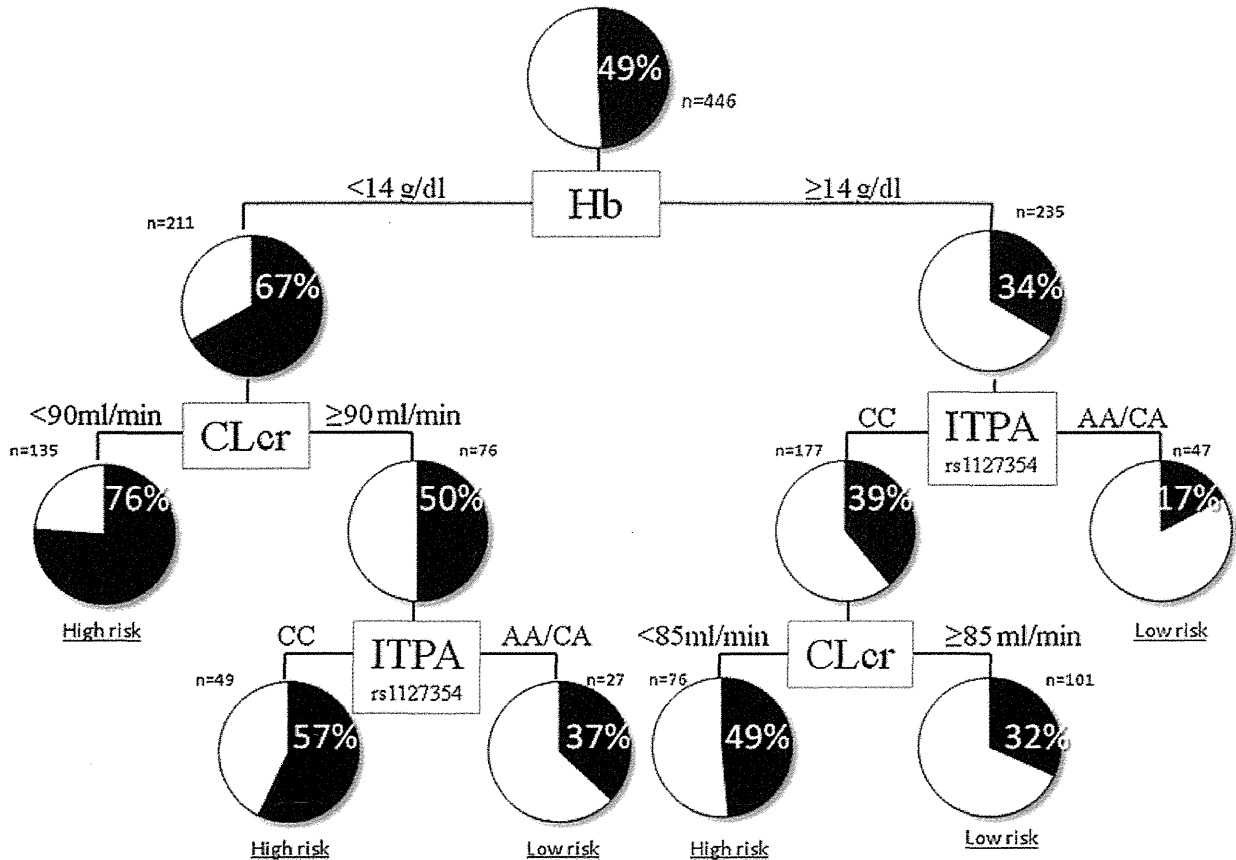 49%
n=446
<14 g/dl
Hb
≥14 g/dl
n=211
n=235
67%
34%
<90ml/min
CLcr
≥90 ml/min
CC
ITPA
rs1127354
AA/CA
n=135
n=76
n=177
n=47
76%
50%
39%
17%
High risk
Low risk
CC
ITPA
rs1127354
AA/CA
<85ml/min
CLcr
≥85 ml/min
n=49
n=27
n=76
n=101
57%
37%
49%
32%
High risk
Low risk
High risk
Low risk